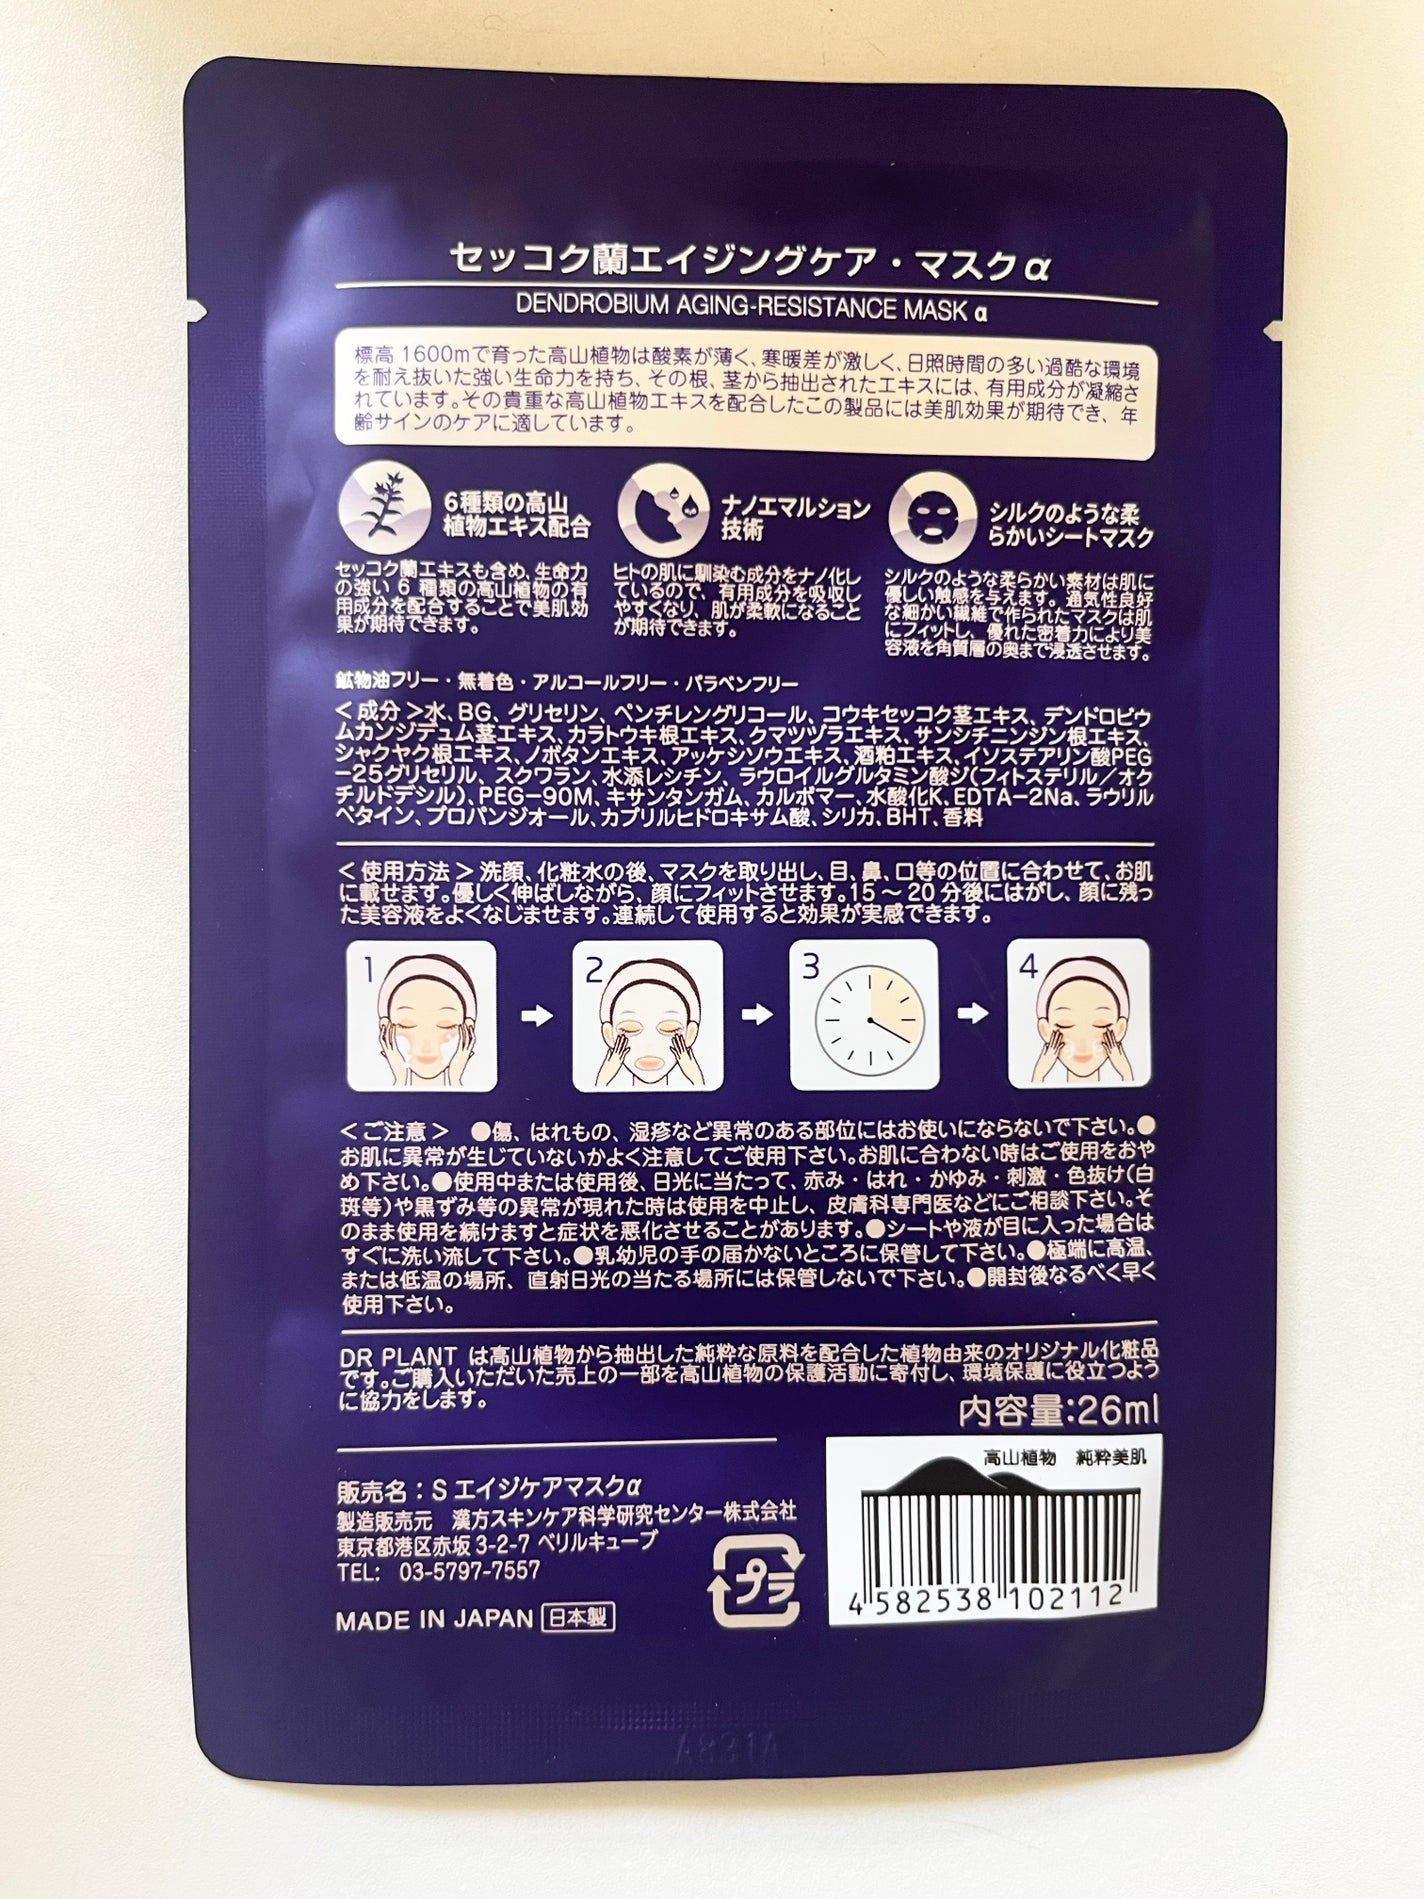 セッコク蘭エイジングケア・マスクα
DENDROBIUM AGING-RESISTANCE MASK α
標高1600mで育った高山植物は酸素が薄く、寒暖差が激しく、日照時間の多い過酷な環境
を耐え抜いた強い生命力を持ち、その根、茎から抽出されたエキスには、有用成分が凝縮さ
れています。その貴重な高山植物エキスを配合したこの製品には美肌効果が期待でき、年
齢サインのケアに適しています。
6種類の高山
植物エキス配合
セッコク蘭エキスも含め、生命力
の強い 6 種類の高山植物の有
用成分を配合することで美肌効
果が期待できます。
ナノエマルション
技術
ヒトの肌に馴染む成分をナノ化し
ているので、有用成分を吸収し
やすくなり、肌が柔軟になること
が期待できます。
シルクのような柔
らかいシートマスク
シルクのような柔らかい素材は肌に
優しい触感を与えます。通気性良好
な細かい繊維で作られたマスクは肌
にフィットし、優れた密着力により美
容液を角質層の奥まで浸透させます。
鉱物油フリー・無着色・アルコールフリー・パラベンフリー
＜成分＞水、BG、グリセリン、ペンチレングリコール、コウキセッコク茎エキス、デンドロビウ
ムカンジデュム茎エキス、カラトウキ根エキス、クマツヅラエキス、サンシチニンジン根エキス、
シャクヤク根エキス、ノボタンエキス、アッケシソウエキス、酒粕エキス、イソステアリン酸PEG
－25グリセリル、スクワラン、水添レシチン、ラウロイルグルタミン酸ジ(フィトステリル／オク
チルドデシル)、PEG－90M、キサンタンガム、カルボマー、水酸化K、EDTA－2Na、ラウリル
ベタイン、プロパンジオール、カプリルヒドロキサム酸、シリカ、BHT、香料
＜使用方法＞洗顔、化粧水の後、マスクを取り出し、目、鼻、口等の位置に合わせて、お肌
に載せます。優しく伸ばしながら、顔にフィットさせます。15～20分後にはがし、顔に残っ
た美容液をよくなじませます。連続して使用すると効果が実感できます。
1
2
3
4
＜ご注意＞ ●傷、はれもの、湿疹など異常のある部位にはお使いにならないで下さい。●
お肌に異常が生じていないかよく注意してご使用下さい。お肌に合わない時はご使用をおや
め下さい。●使用中または使用後、日光に当たって、赤み・はれ・かゆみ・刺激・色抜け(白
斑等)や黒ずみ等の異常が現れた時は使用を中止し、皮膚科専門医などにご相談下さい。そ
のまま使用を続けますと症状を悪化させることがあります。●シートや液が目に入った場合は
すぐに洗い流して下さい。●乳幼児の手の届かないところに保管して下さい。●極端に高温、
または低温の場所、直射日光の当たる場所には保管しないで下さい。●開封後なるべく早く
使用下さい。
DR PLANT は高山植物から抽出した純粋な原料を配合した植物由来のオリジナル化粧品
です。ご購入いただいた売上の一部を高山植物の保護活動に寄付し、環境保護に役立つよう
に協力をします。
内容量:26ml
販売名：S エイジケアマスクα
製造販売元 漢方スキンケア科学研究センター株式会社
東京都港区赤坂3-2-7 ベリルキューブ
TEL: 03-5797-7557
MADE IN JAPAN 日本製
プラ
高山植物 純粋美肌
4 582538 102112
A831A